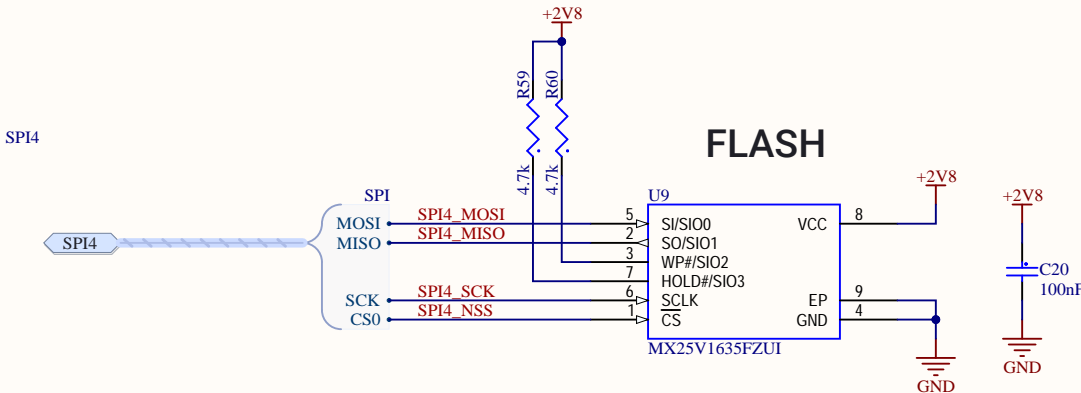 +2V8
R59
R60
4.7k
4.7k
SPI4
FLASH
SPI
U9
+2V8
+2V8
MOSI SPI4_MOSI 5 SI/SIO0 VCC 8
SPI4 MISO SPI4_MISO 2 SO/SIO1
3 WP#/SIO2
7 HOLD#/SIO3
C20
100nF
SCK SPI4_SCK 6 SCLK EP 9
CS0 SPI4_NSS 1 CS GND 4
MX25V1635FZUI
GND
GND